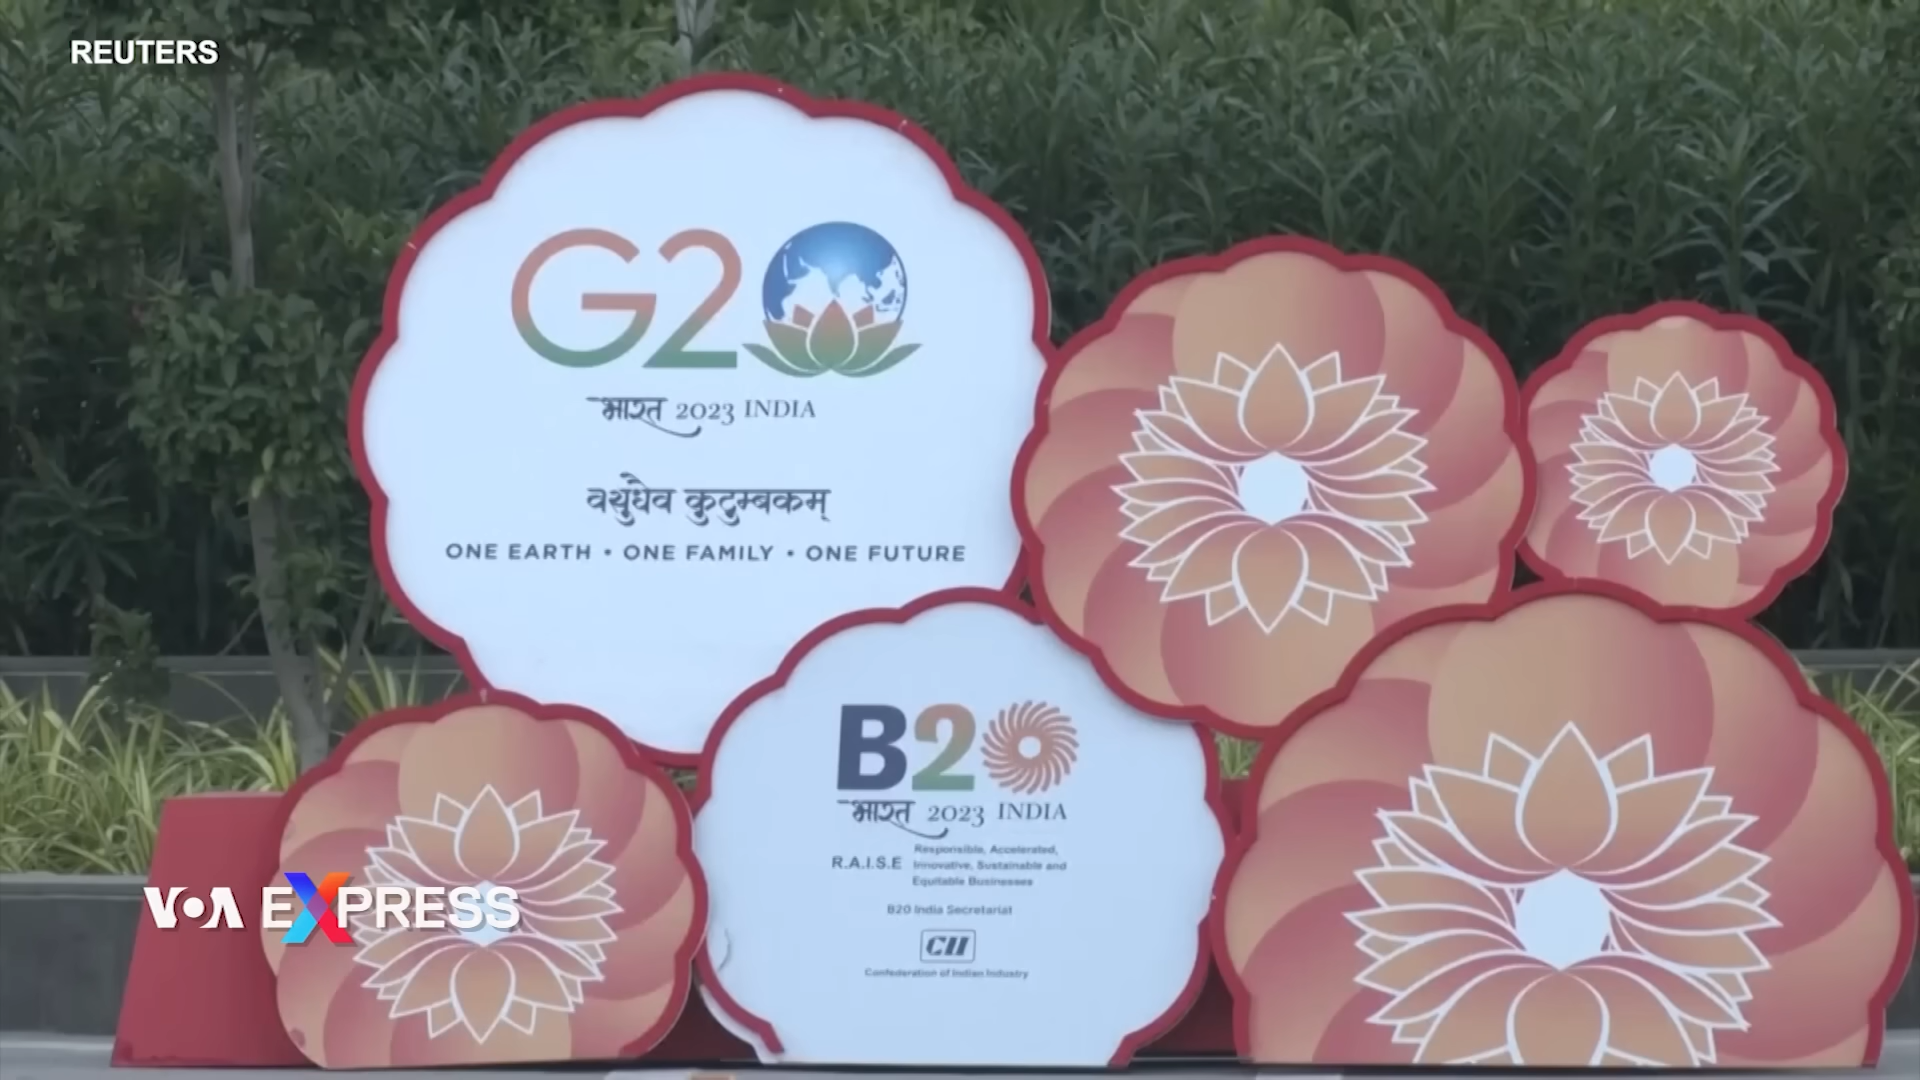 REUTERS
G20
भारत 2023 INDIA
वसुधैव कुटुम्बकम्
ONE EARTH • ONE FAMILY • ONE FUTURE
B20
भारत 2023 INDIA
R.A.I.S.E Responsible, Accelerated,
Innovative, Sustainable and
Equitable Businesses
B20 India Secretariat
CII
Confederation of Indian Industry
VOA EXPRESS